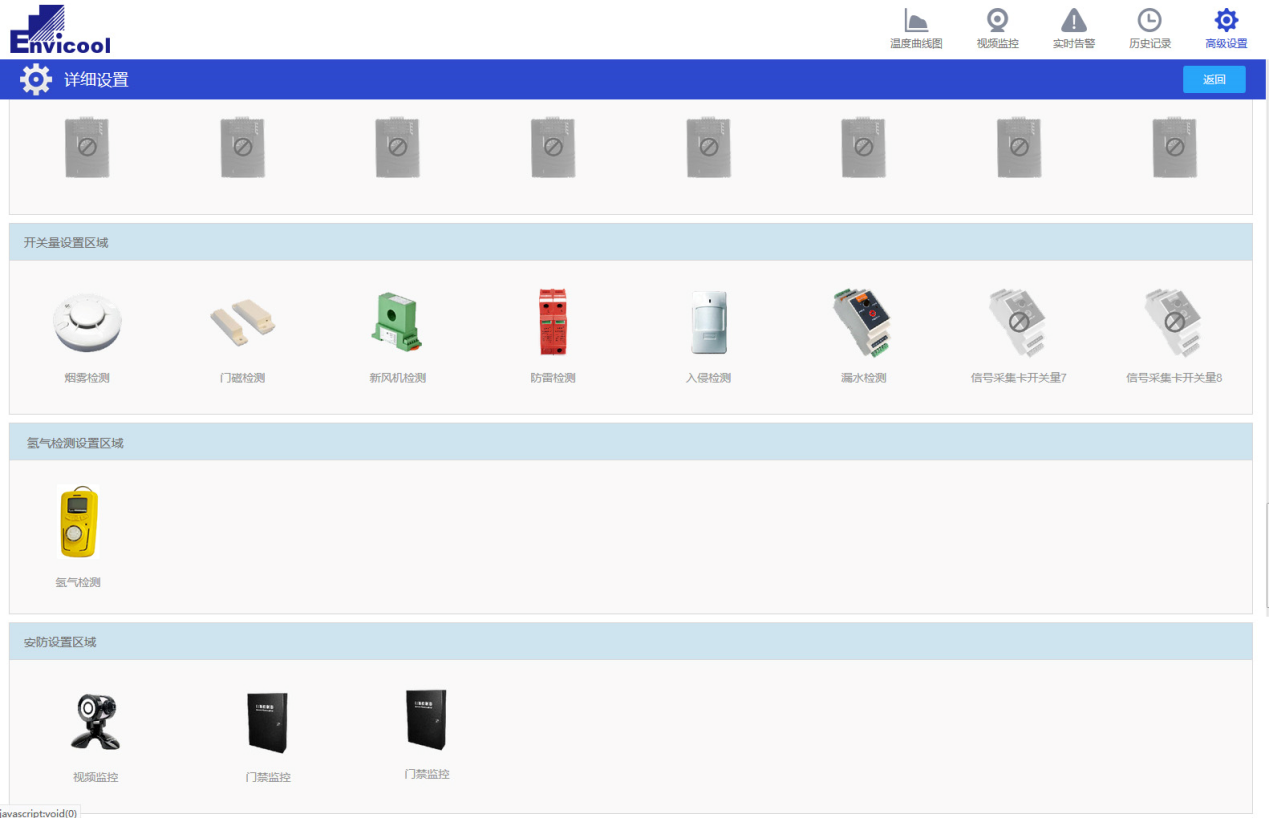 Envicool
温度曲线图 视频监控 实时告警 历史记录 高级设置
详细设置 返回
开关量设置区域
烟雾检测 门磁检测 新风机检测 防雷检测 入侵检测 漏水检测 信号采集卡开关量7 信号采集卡开关量8
氢气检测设置区域
氢气检测
安防设置区域
视频监控 门禁监控 门禁监控
javascript:void(0)